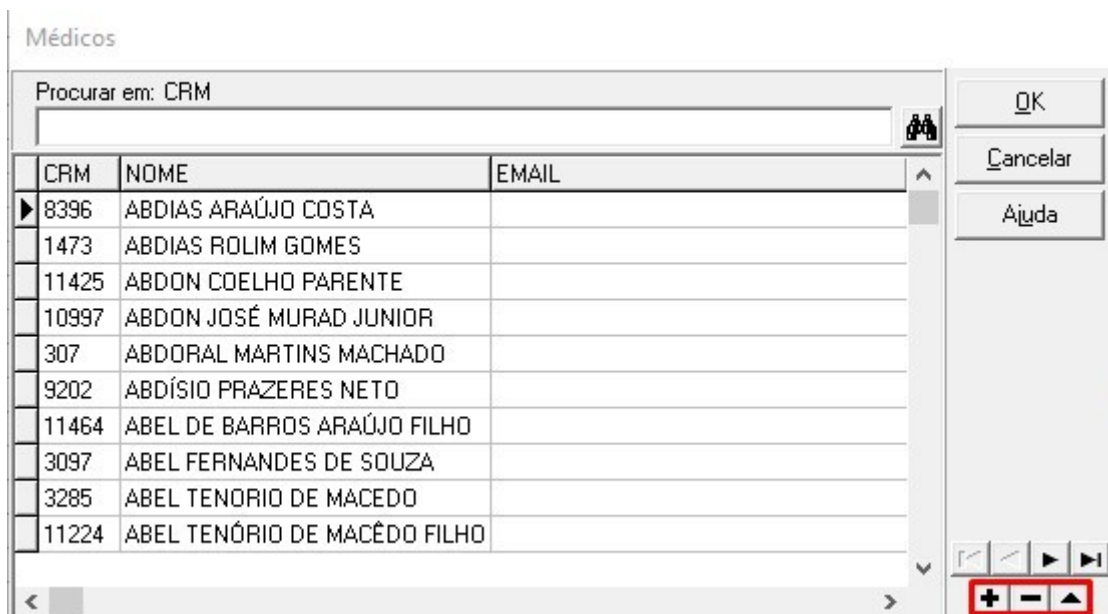 Médicos
Procurar em: CRM
OK
Cancelar
Ajuda
CRM NOME EMAIL
8396 ABDIAS ARAÚJO COSTA
1473 ABDIAS ROLIM GOMES
11425 ABDON COELHO PARENTE
10997 ABDON JOSÉ MURAD JUNIOR
307 ABDORAL MARTINS MACHADO
9202 ABDÍSIO PRAZERES NETO
11464 ABEL DE BARROS ARAÚJO FILHO
3097 ABEL FERNANDES DE SOUZA
3285 ABEL TENORIO DE MACEDO
11224 ABEL TENÓRIO DE MACÊDO FILHO